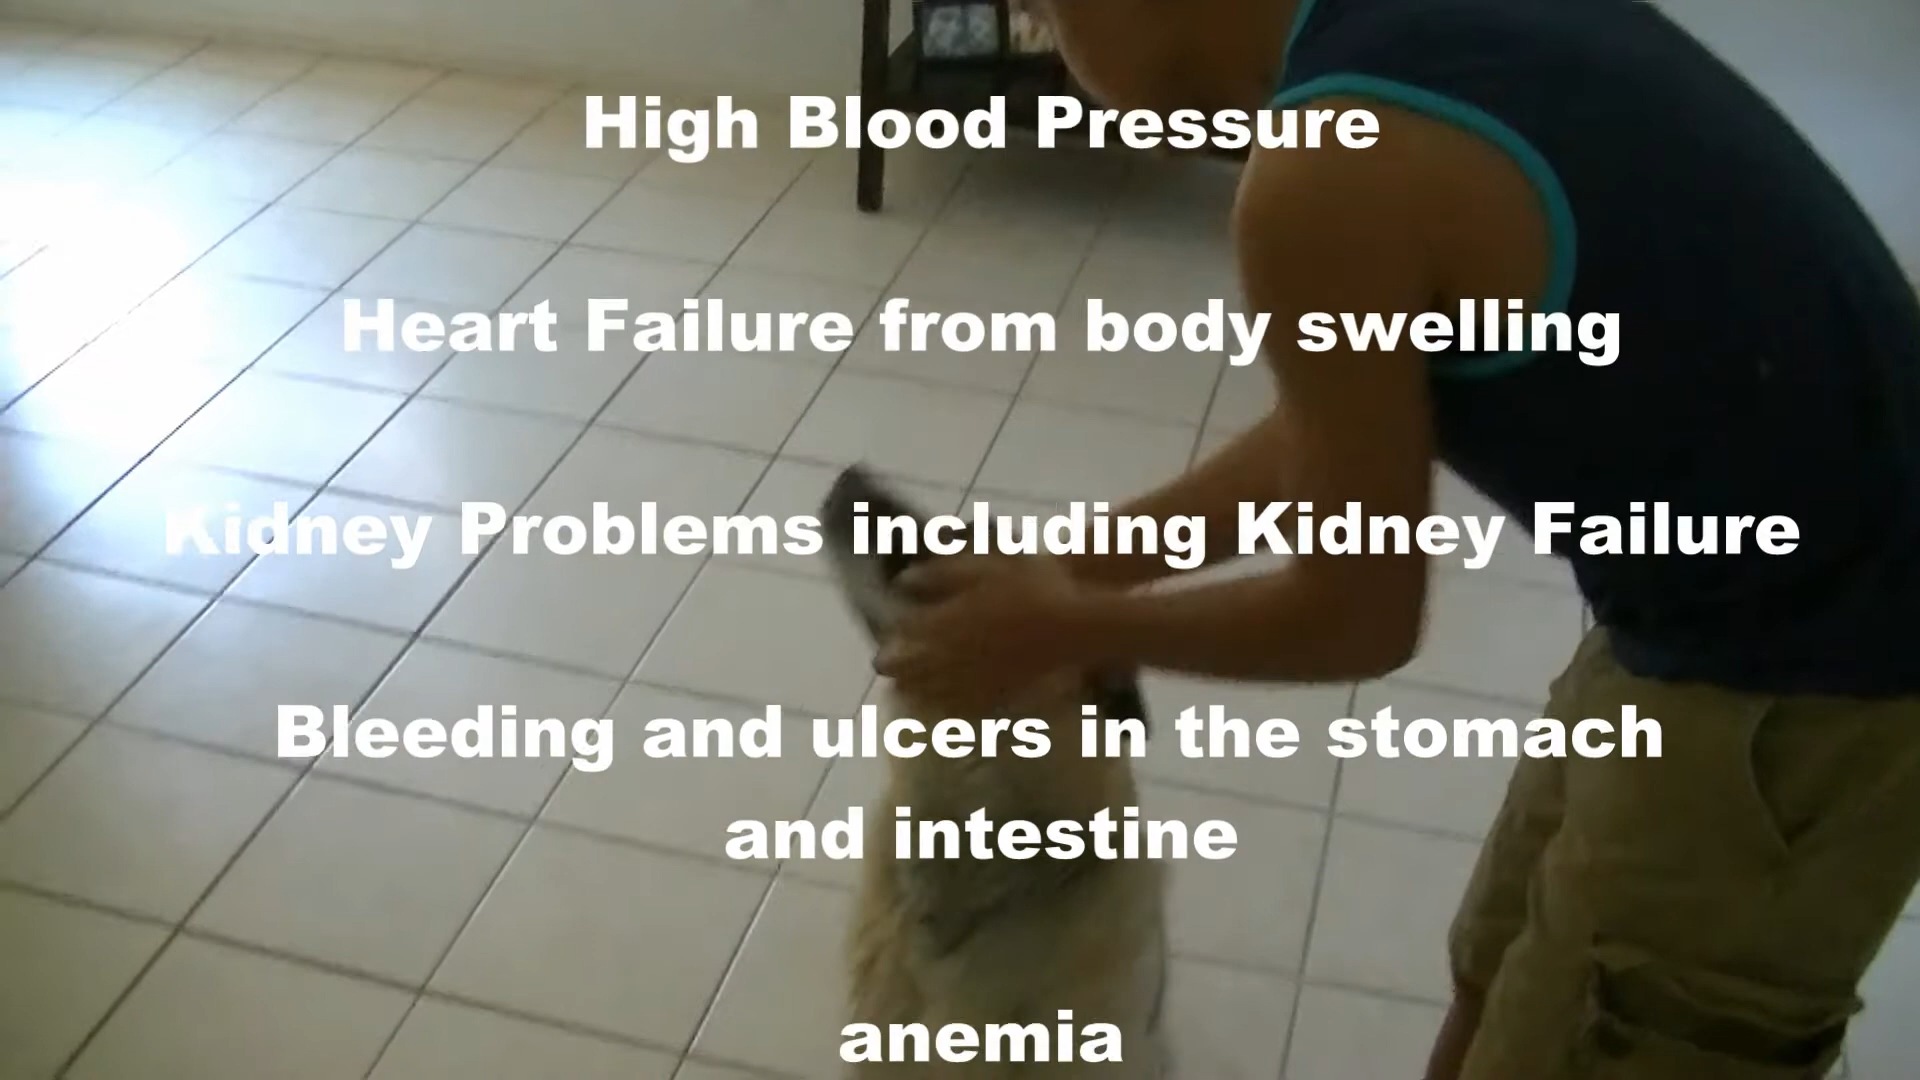 High Blood Pressure
Heart Failure from body swelling
Kidney Problems including Kidney Failure
Bleeding and ulcers in the stomach
and intestine
anemia